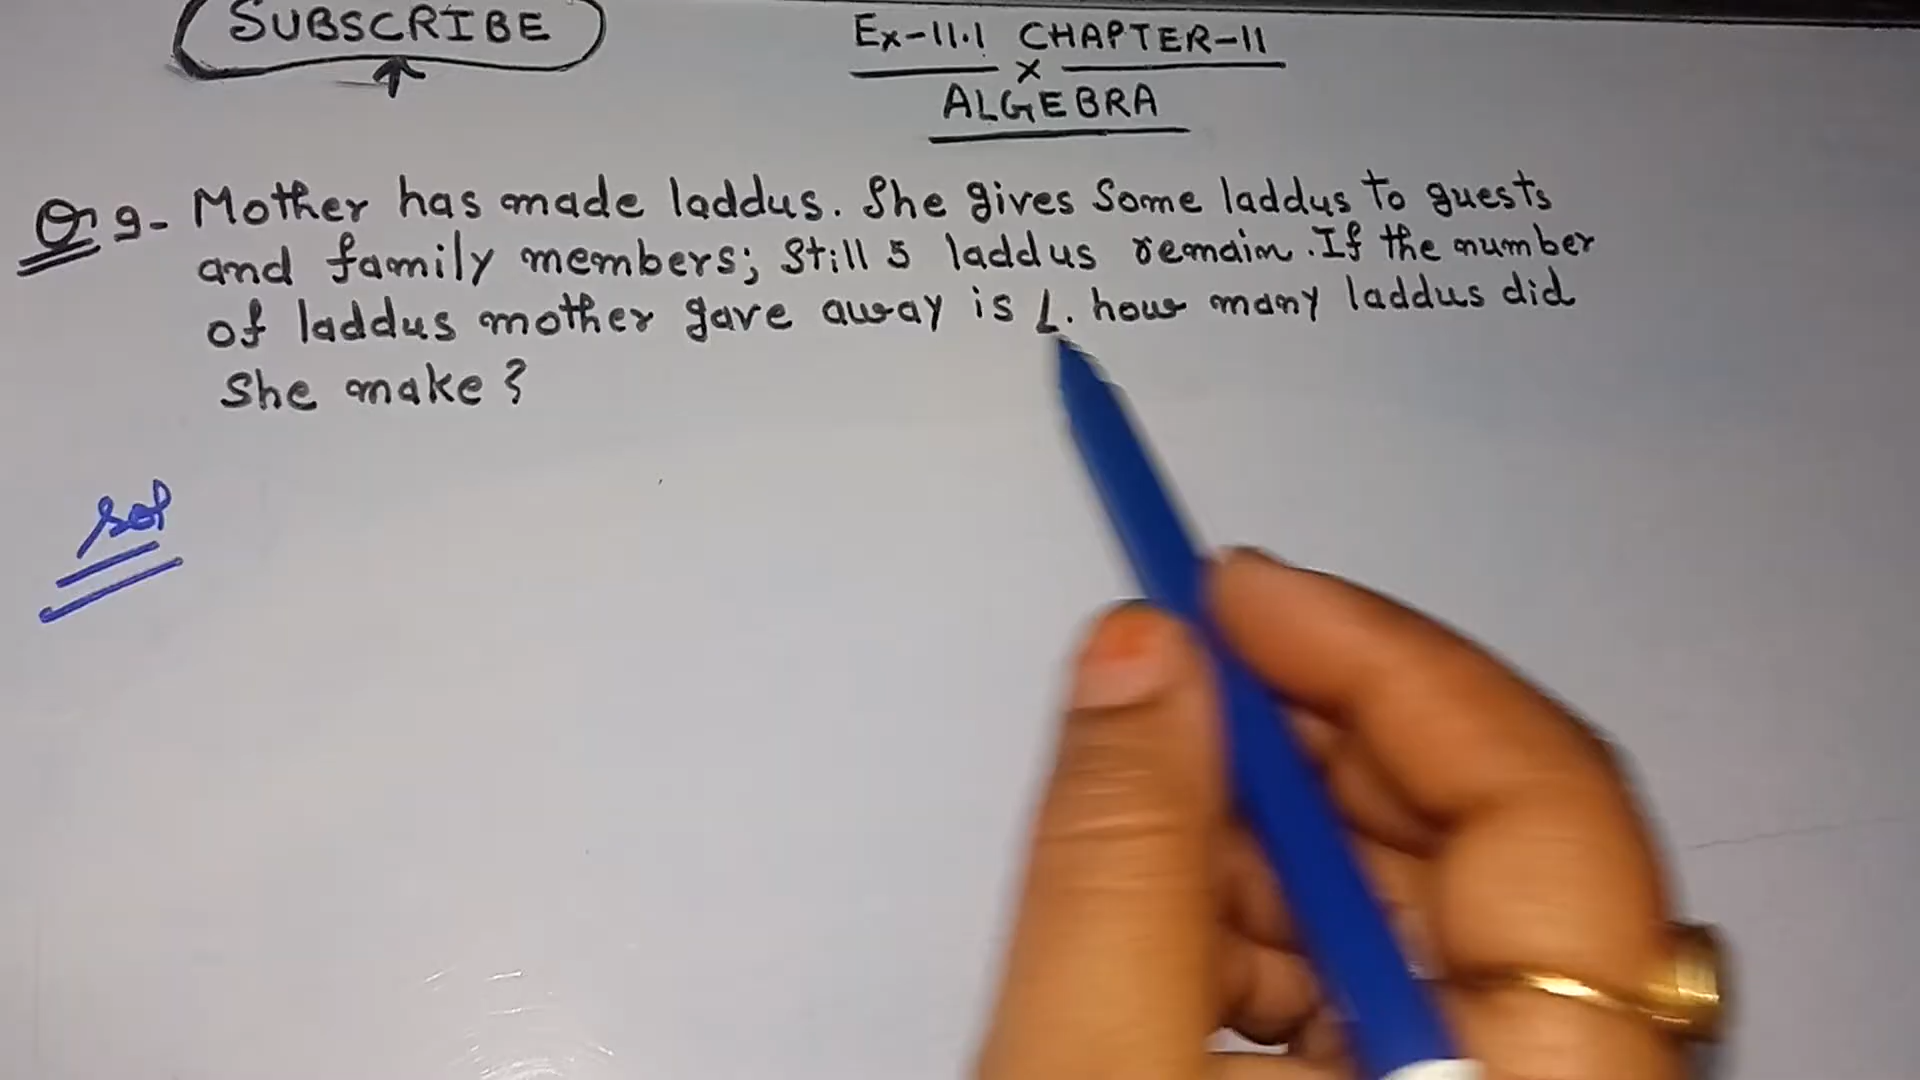 SUBSCRIBE
Ex-11.1 CHAPTER-11
x
ALGEBRA
Q 9- Mother has made laddus. She gives Some laddus to guests
and family members; Still 5 laddus remain. If the number
of laddus mother gave away is L. how many laddus did
She make?
Sol